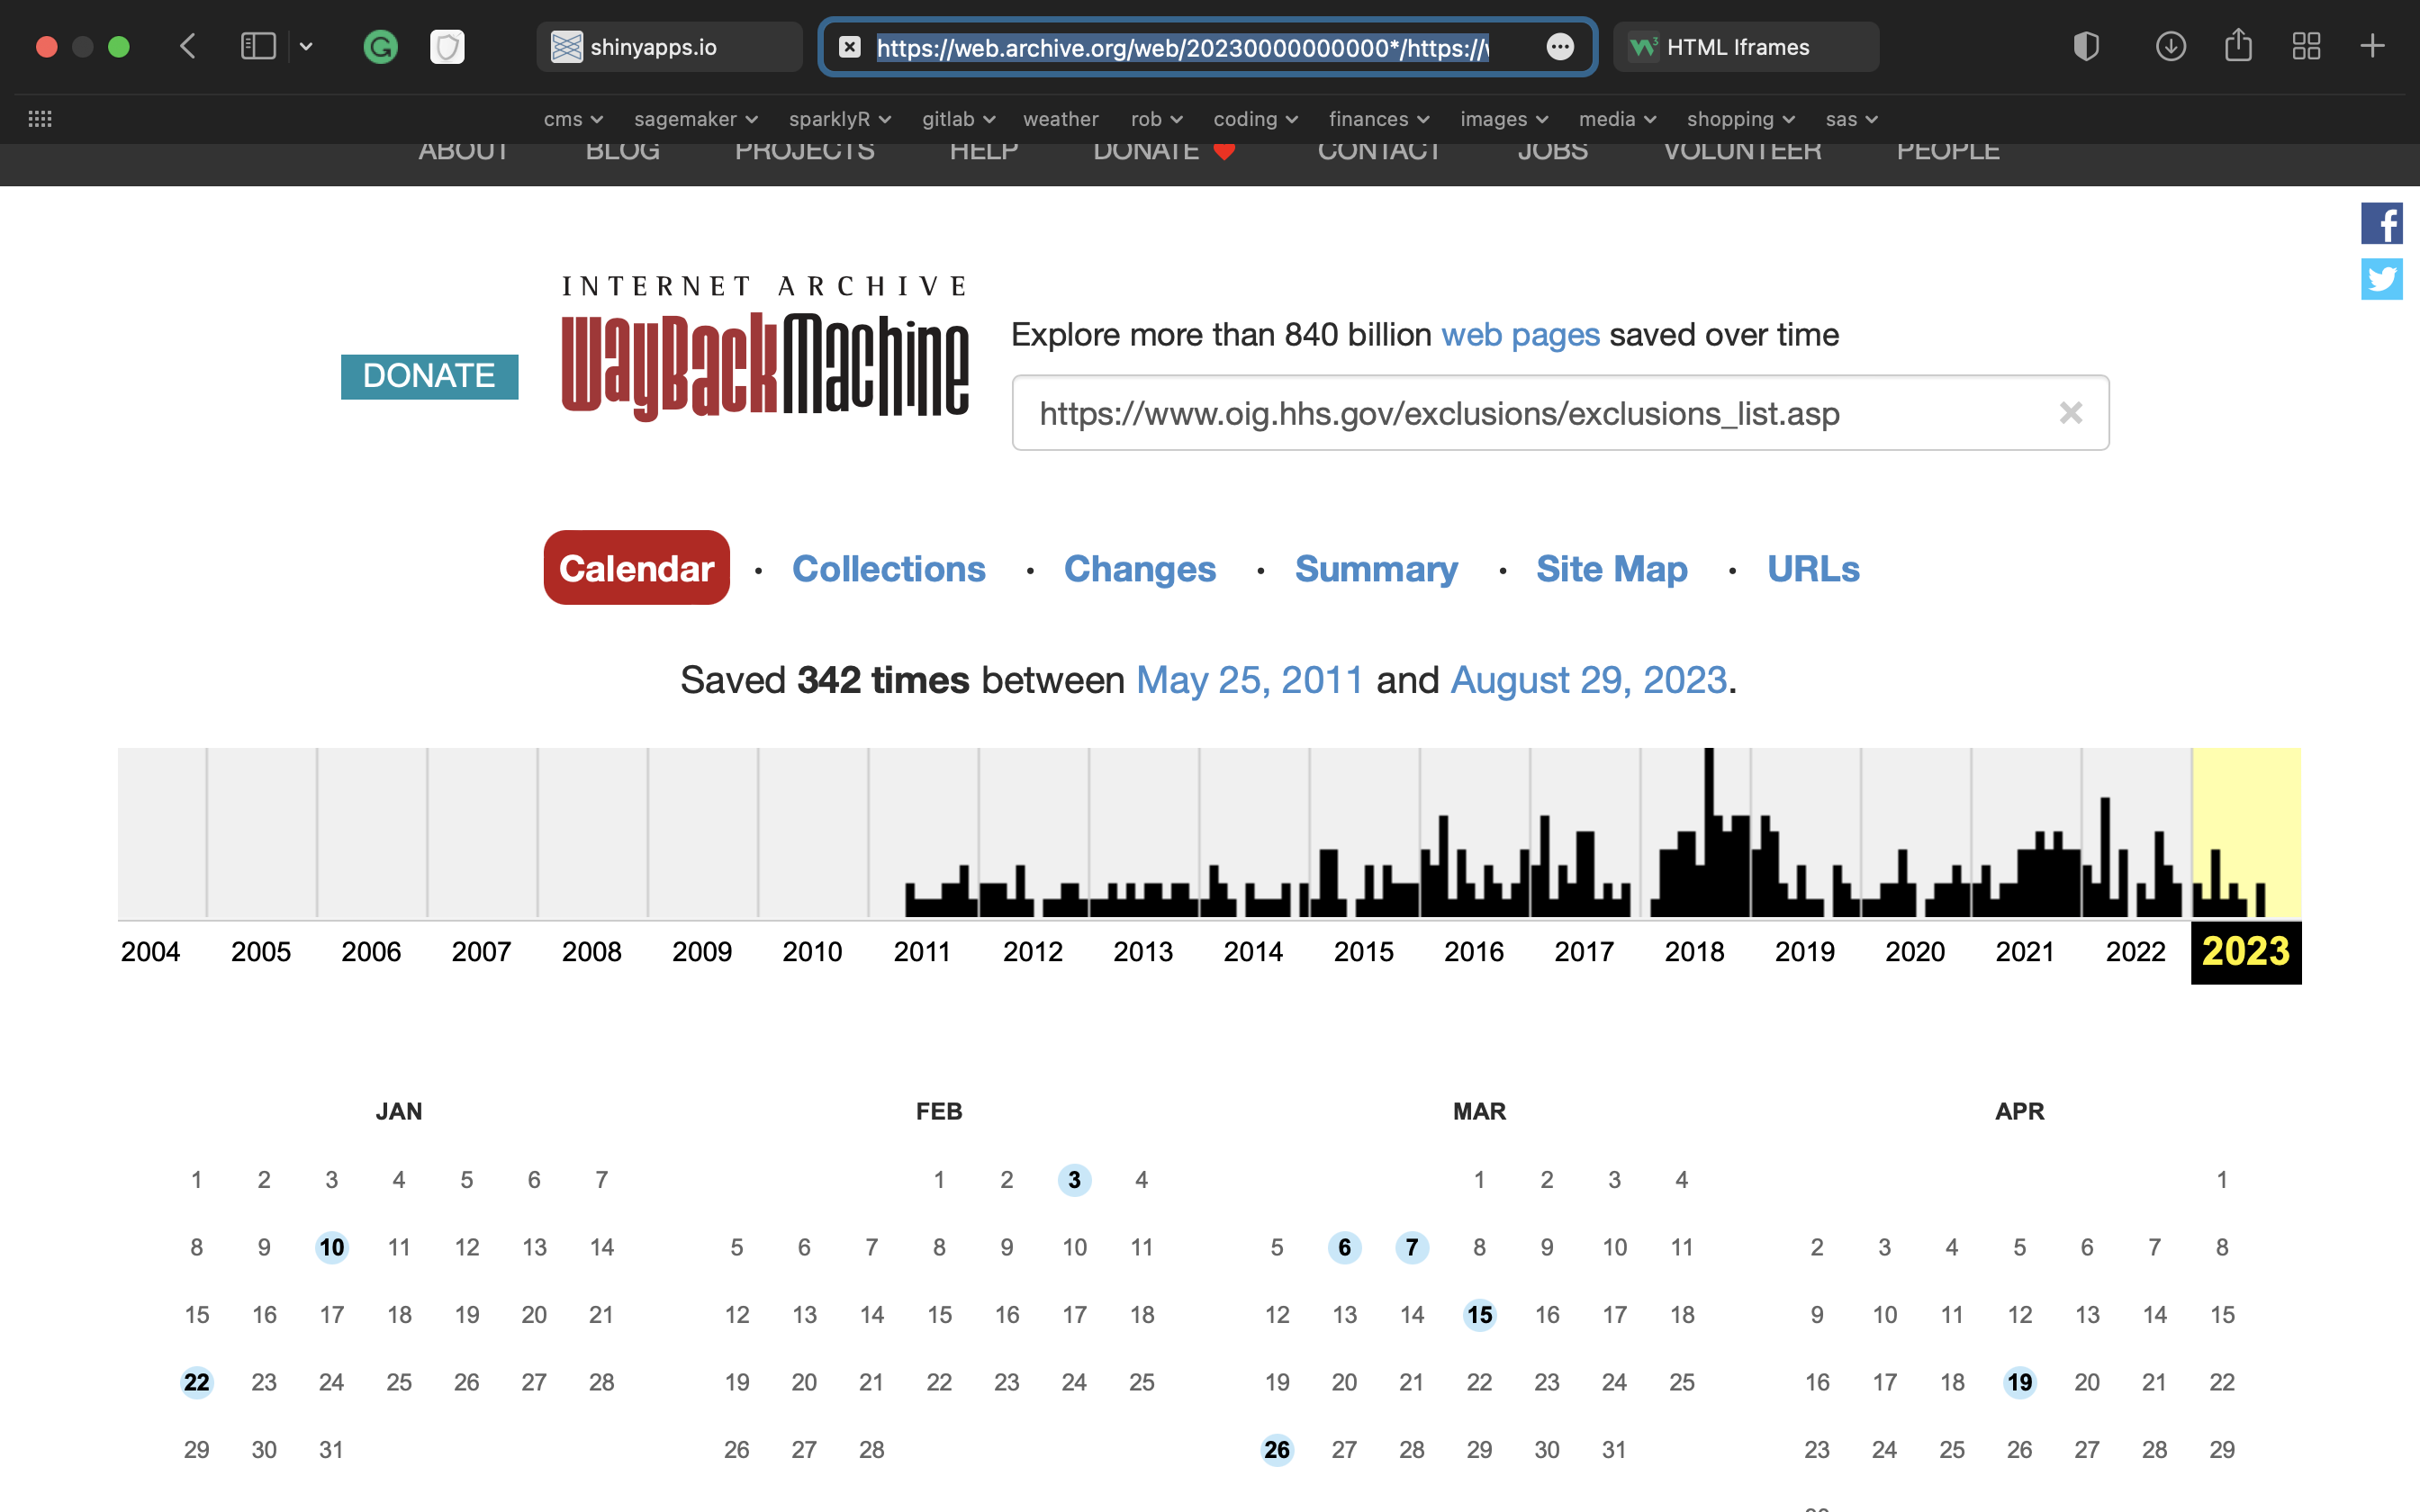 shinyapps.io
https://web.archive.org/web/20230000000000*/https://
HTML Iframes
cms sagemaker sparklyR gitlab weather rob coding finances images media shopping sas
ABOUT BLOG PROJECTS HELP DONATE CONTACT JOBS VOLUNTEER PEOPLE
INTERNET ARCHIVE
WayBackMachine
DONATE
Explore more than 840 billion web pages saved over time
https://www.oig.hhs.gov/exclusions/exclusions_list.asp
Calendar · Collections · Changes · Summary · Site Map · URLs
Saved 342 times between May 25, 2011 and August 29, 2023.
2004 2005 2006 2007 2008 2009 2010 2011 2012 2013 2014 2015 2016 2017 2018 2019 2020 2021 2022 2023
JAN
1 2 3 4 5 6 7
8 9 10 11 12 13 14
15 16 17 18 19 20 21
22 23 24 25 26 27 28
29 30 31
FEB
1 2 3 4
5 6 7 8 9 10 11
12 13 14 15 16 17 18
19 20 21 22 23 24 25
26 27 28
MAR
1 2 3 4
5 6 7 8 9 10 11
12 13 14 15 16 17 18
19 20 21 22 23 24 25
26 27 28 29 30 31
APR
1
2 3 4 5 6 7 8
9 10 11 12 13 14 15
16 17 18 19 20 21 22
23 24 25 26 27 28 29